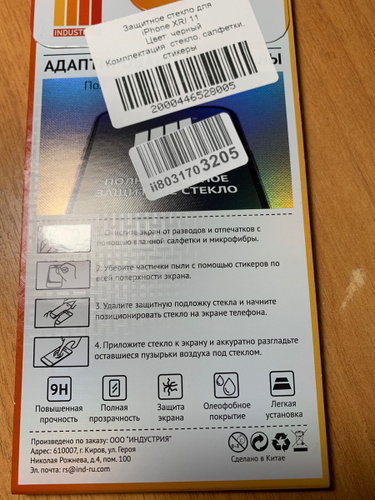 INDUST
Защитное стекло для
iPhone XR/ 11
Цвет: черный
Комплектация: стекло, салфетки,
стикеры
2000446528005
АДАПТ
Ы
По
ii8031703205
СТЕКЛО
1. Очистите экран от разводов и отпечатков с
помощью влажной салфетки и микрофибры.
2. Уберите частички пыли с помощью стикеров по
всей поверхности экрана.
3. Удалите защитную подложку стекла и начните
позиционировать стекло на экране телефона.
4. Приложите стекло к экрану и аккуратно разгладьте
оставшиеся пузырьки воздуха под стеклом.
9H
Повышенная прочность
Полная прозрачность
Защита экрана
Олеофобное покрытие
Легкая установка
Произведено по заказу: ООО "ИНДУСТРИЯ"
Адрес: 610007, г. Киров, ул. Героя
Николая Рожнева, д.4, пом. 100
Эл. почта: rs@ind-ru.com
Сделано в Китае